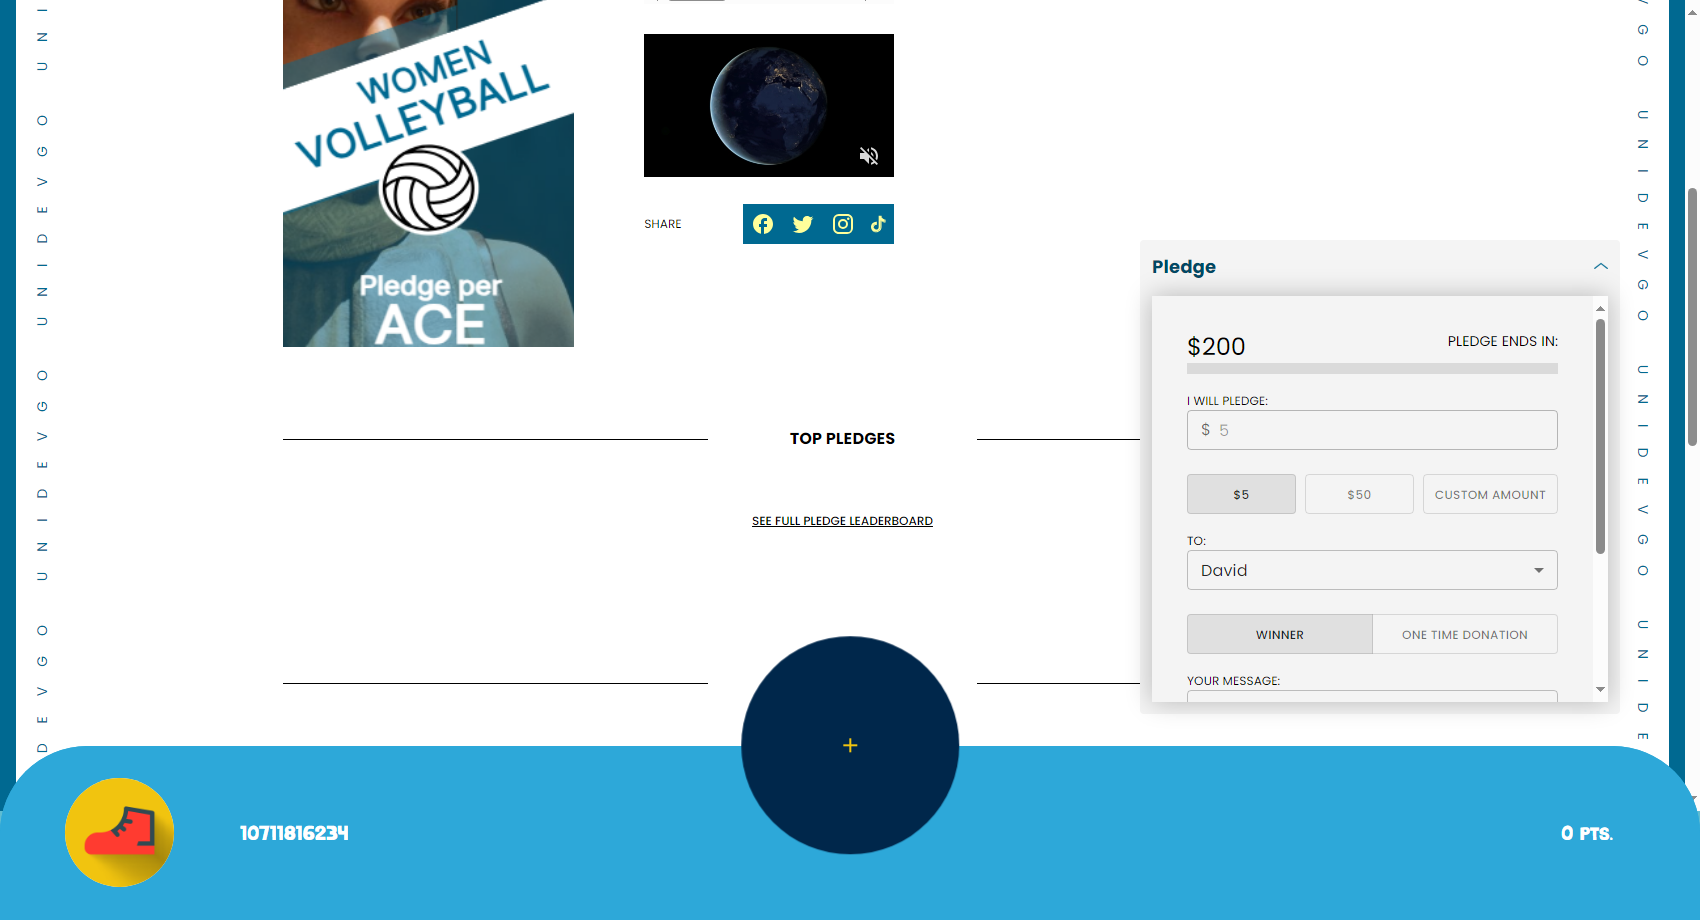 WOMEN
VOLLEYBALL
Pledge per
ACE
SHARE
TOP PLEDGES
SEE FULL PLEDGE LEADERBOARD
Pledge
$200
PLEDGE ENDS IN:
I WILL PLEDGE:
$ 5
$5 $50 CUSTOM AMOUNT
TO:
David
WINNER ONE TIME DONATION
YOUR MESSAGE:
UNIDEVGO UNIDEVGO UNIDEVGO UNI
VGO UNIDEVGO UNIDEVGO UNIDE
+
10711816234
0 PTS.